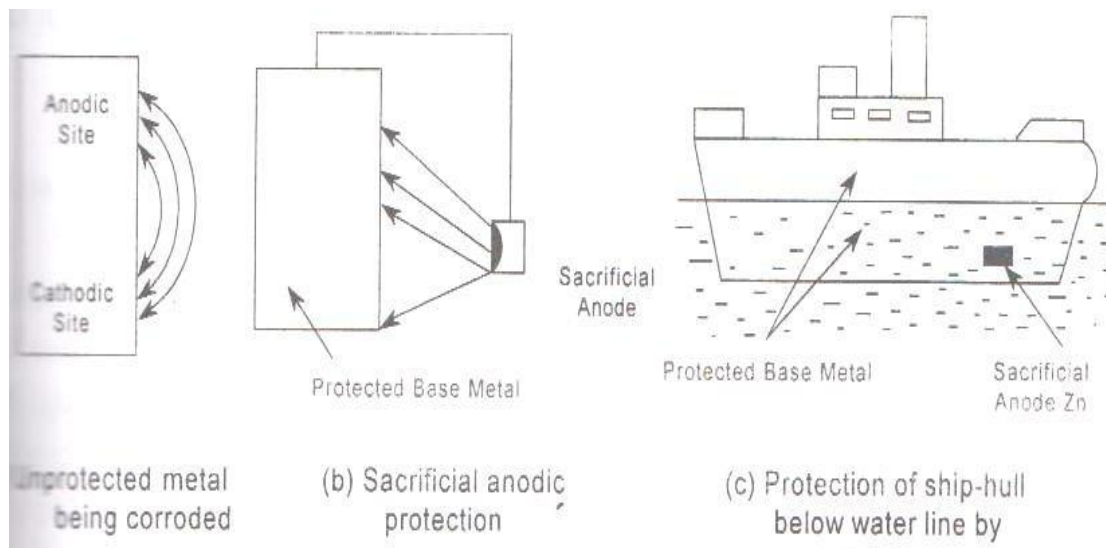 Anodic
Site
Cathodic
Site
Unprotected metal
being corroded
Protected Base Metal
(b) Sacrificial anodic
protection
Sacrificial
Anode
Protected Base Metal
Sacrificial
Anode Zn
(c) Protection of ship-hull
below water line by